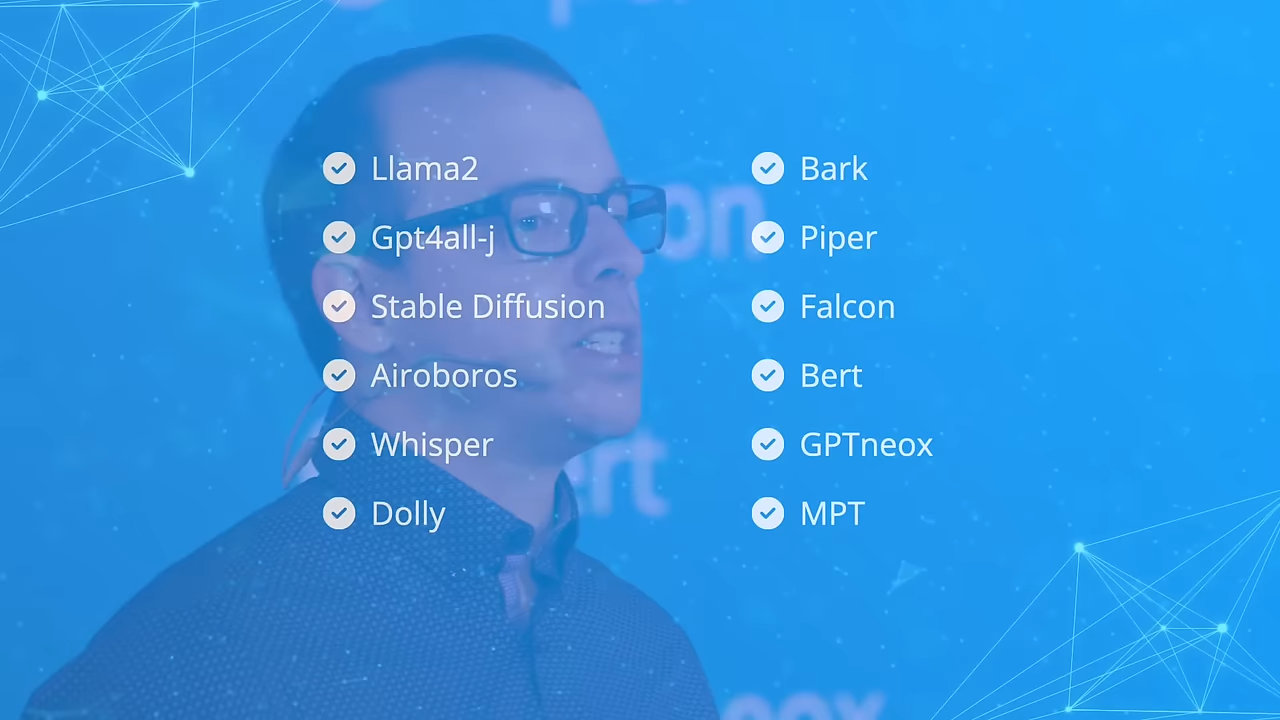 Llama2
Gpt4all-j
Stable Diffusion
Airoboros
Whisper
Dolly
Bark
Piper
Falcon
Bert
GPTneox
MPT